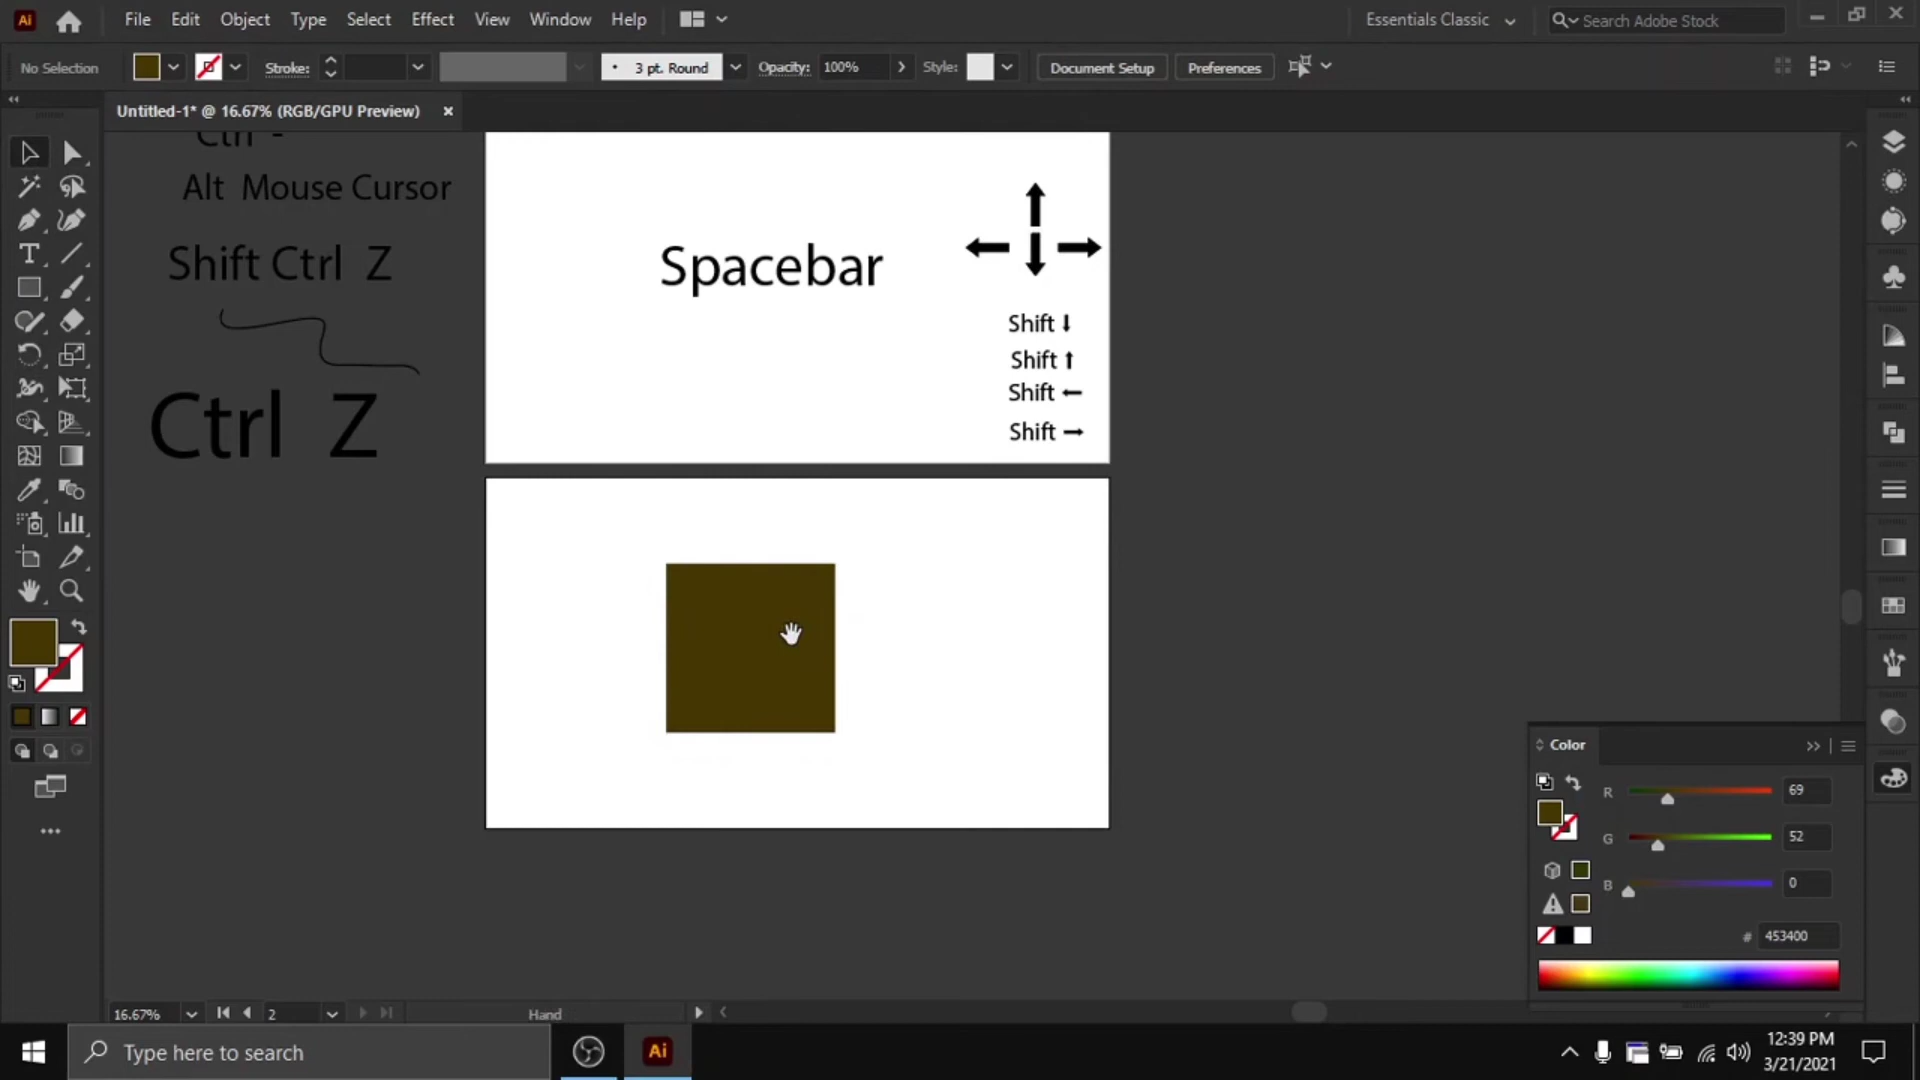 Ai File Edit Object Type Select Effect View Window Help Essentials Classic Search Adobe Stock
No Selection Stroke: 3 pt. Round Opacity: 100% Style: Document Setup Preferences
Untitled-1* @ 16.67% (RGB/GPU Preview)
Ctrl -
Alt Mouse Cursor
Shift Ctrl Z
Ctrl Z
Spacebar
Shift
Shift
Shift
Shift
Color
R 69
G 52
B 0
# 453400
16.67% 2 Hand
Type here to search
Ai
12:39 PM
3/21/2021